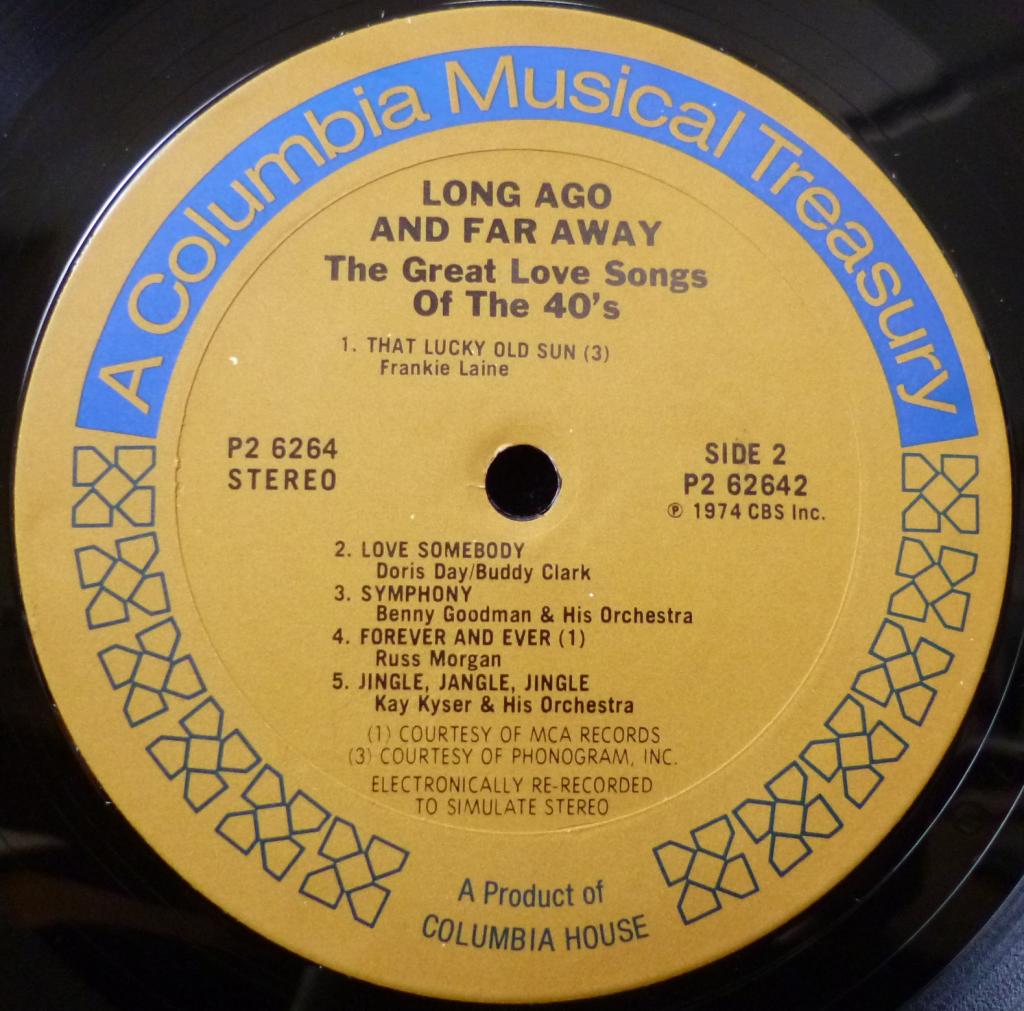 A Columbia Musical Treasury
LONG AGO
AND FAR AWAY
The Great Love Songs
Of The 40's
1. THAT LUCKY OLD SUN (3)
Frankie Laine
P2 6264
STEREO
SIDE 2
P2 62642
℗ 1974 CBS Inc.
2. LOVE SOMEBODY
Doris Day/Buddy Clark
3. SYMPHONY
Benny Goodman & His Orchestra
4. FOREVER AND EVER (1)
Russ Morgan
5. JINGLE, JANGLE, JINGLE
Kay Kyser & His Orchestra
(1) COURTESY OF MCA RECORDS
(3) COURTESY OF PHONOGRAM, INC.
ELECTRONICALLY RE-RECORDED
TO SIMULATE STEREO
A Product of
COLUMBIA HOUSE